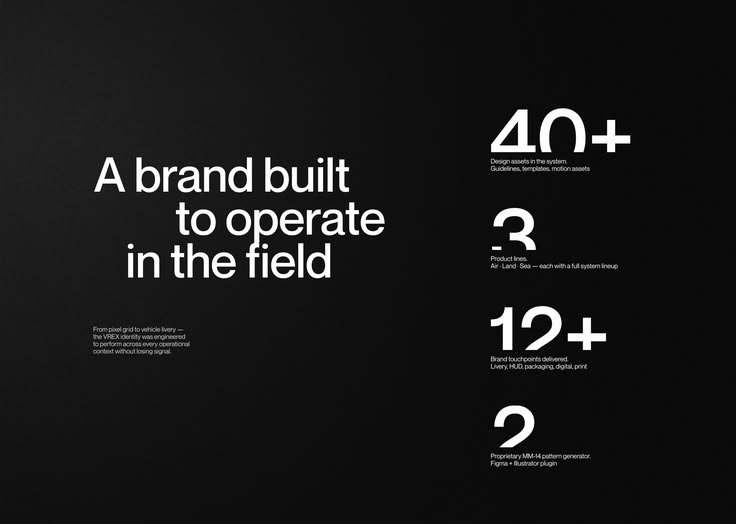 A brand built
to operate
in the field
From pixel grid to vehicle livery —
the VREX identity was engineered
to perform across every operational
context without losing signal.
40+
Design assets in the system.
Guidelines, templates, motion assets
3
Product lines.
Air · Land · Sea — each with a full system lineup
12+
Brand touchpoints delivered.
Livery, HUD, packaging, digital, print
2
Proprietary MM-14 pattern generator.
Figma + Illustrator plugin